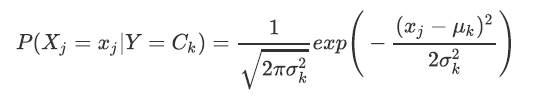 P(X_j = x_j|Y = C_k) = \frac{1}{\sqrt{2\pi\sigma_k^2}} exp\left( - \frac{(x_j - \mu_k)^2}{2\sigma_k^2} \right)